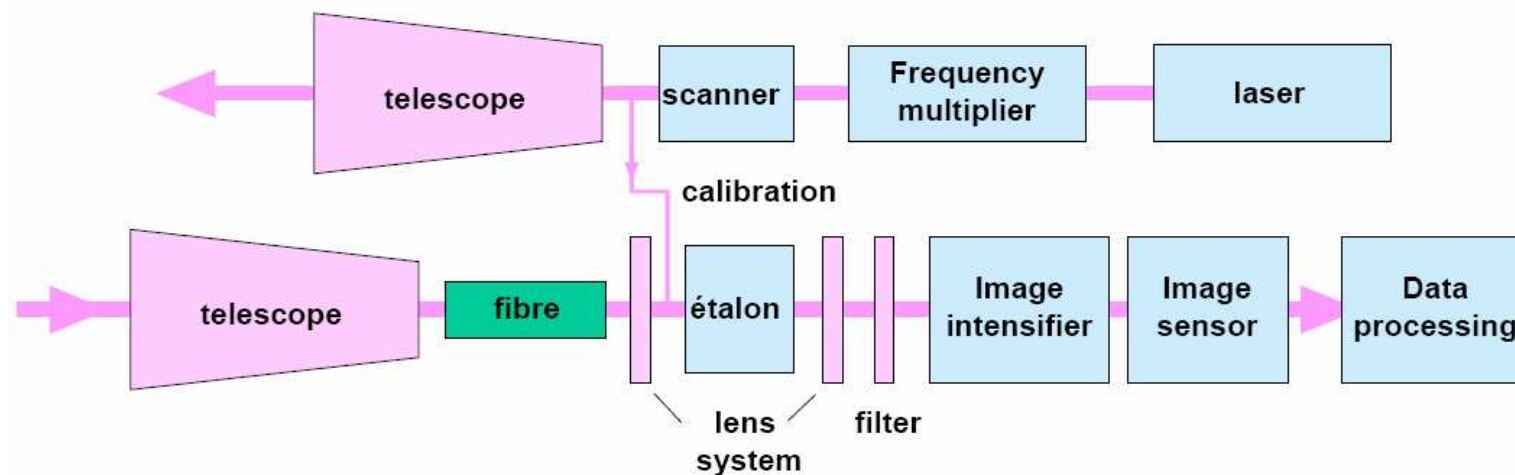 telescope
scanner
Frequency
multiplier
laser
calibration
telescope
fibre
étalon
Image
intensifier
Image
sensor
Data
processing
lens
system
filter